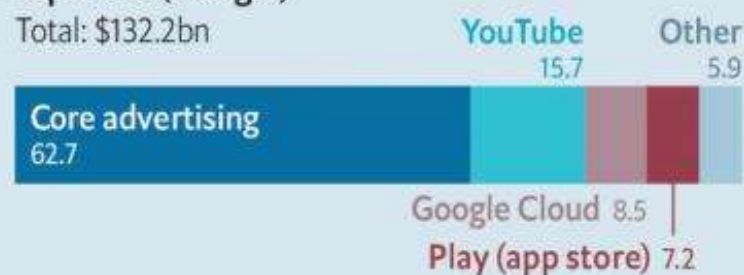 Total: $132.2bn
YouTube
15.7
Other
5.9
Core advertising
62.7
Google Cloud 8.5
Play (app store) 7.2